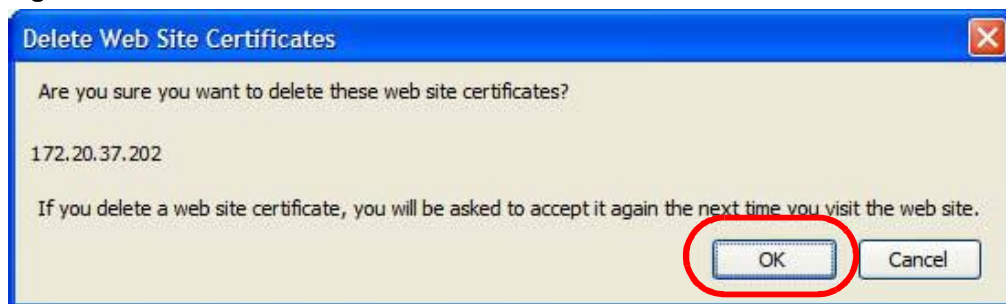 Delete Web Site Certificates
Are you sure you want to delete these web site certificates?
172.20.37.202
If you delete a web site certificate, you will be asked to accept it again the next time you visit the web site.
OK Cancel